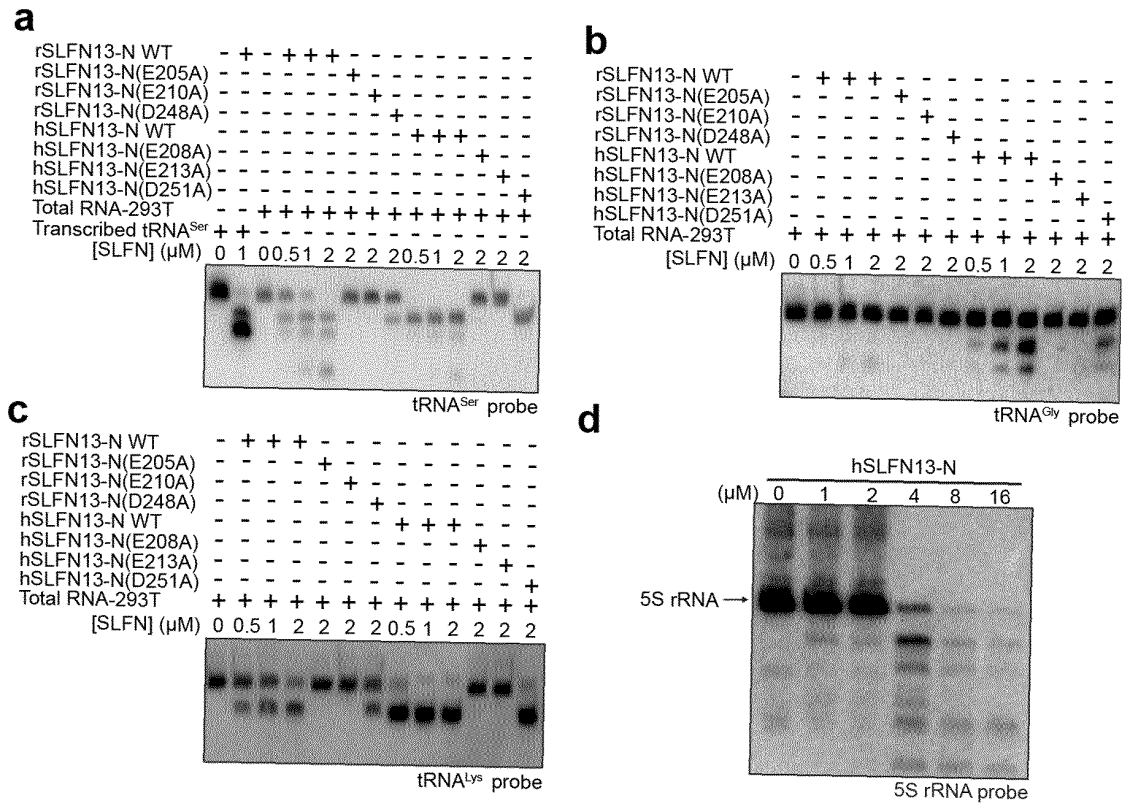 a
rSLFN13-N WT - + - + + + - - - - - - - - -
rSLFN13-N(E205A) - - - - - - + - - - - - - - -
rSLFN13-N(E210A) - - - - - - - + - - - - - - -
rSLFN13-N(D248A) - - - - - - - - + - - - - - -
hSLFN13-N WT - - - - - - - - - + + + - - -
hSLFN13-N(E208A) - - - - - - - - - - - - + - -
hSLFN13-N(E213A) - - - - - - - - - - - - - + -
hSLFN13-N(D251A) - - - - - - - - - - - - - - +
Total RNA-293T + + + + + + + + + + + + +
Transcribed tRNASer + +
[SLFN] (µM) 0 1 0 0.5 1 2 2 2 2 0.5 1 2 2 2 2
tRNASer probe
b
rSLFN13-N WT - + + + - - - - - - - - -
rSLFN13-N(E205A) - - - - + - - - - - - - -
rSLFN13-N(E210A) - - - - - + - - - - - - -
rSLFN13-N(D248A) - - - - - - + - - - - - -
hSLFN13-N WT - - - - - - - + + + - - -
hSLFN13-N(E208A) - - - - - - - - - - + - -
hSLFN13-N(E213A) - - - - - - - - - - - + -
hSLFN13-N(D251A) - - - - - - - - - - - - +
Total RNA-293T + + + + + + + + + + + + +
[SLFN] (µM) 0 0.5 1 2 2 2 2 0.5 1 2 2 2 2
tRNAGly probe
c
rSLFN13-N WT - + + + - - - - - - - - -
rSLFN13-N(E205A) - - - - + - - - - - - - -
rSLFN13-N(E210A) - - - - - + - - - - - - -
rSLFN13-N(D248A) - - - - - - + - - - - - -
hSLFN13-N WT - - - - - - - + + + - - -
hSLFN13-N(E208A) - - - - - - - - - - + - -
hSLFN13-N(E213A) - - - - - - - - - - - + -
hSLFN13-N(D251A) - - - - - - - - - - - - +
Total RNA-293T + + + + + + + + + + + + +
[SLFN] (µM) 0 0.5 1 2 2 2 2 0.5 1 2 2 2 2
tRNALys probe
d
hSLFN13-N
(µM) 0 1 2 4 8 16
5S rRNA →
5S rRNA probe